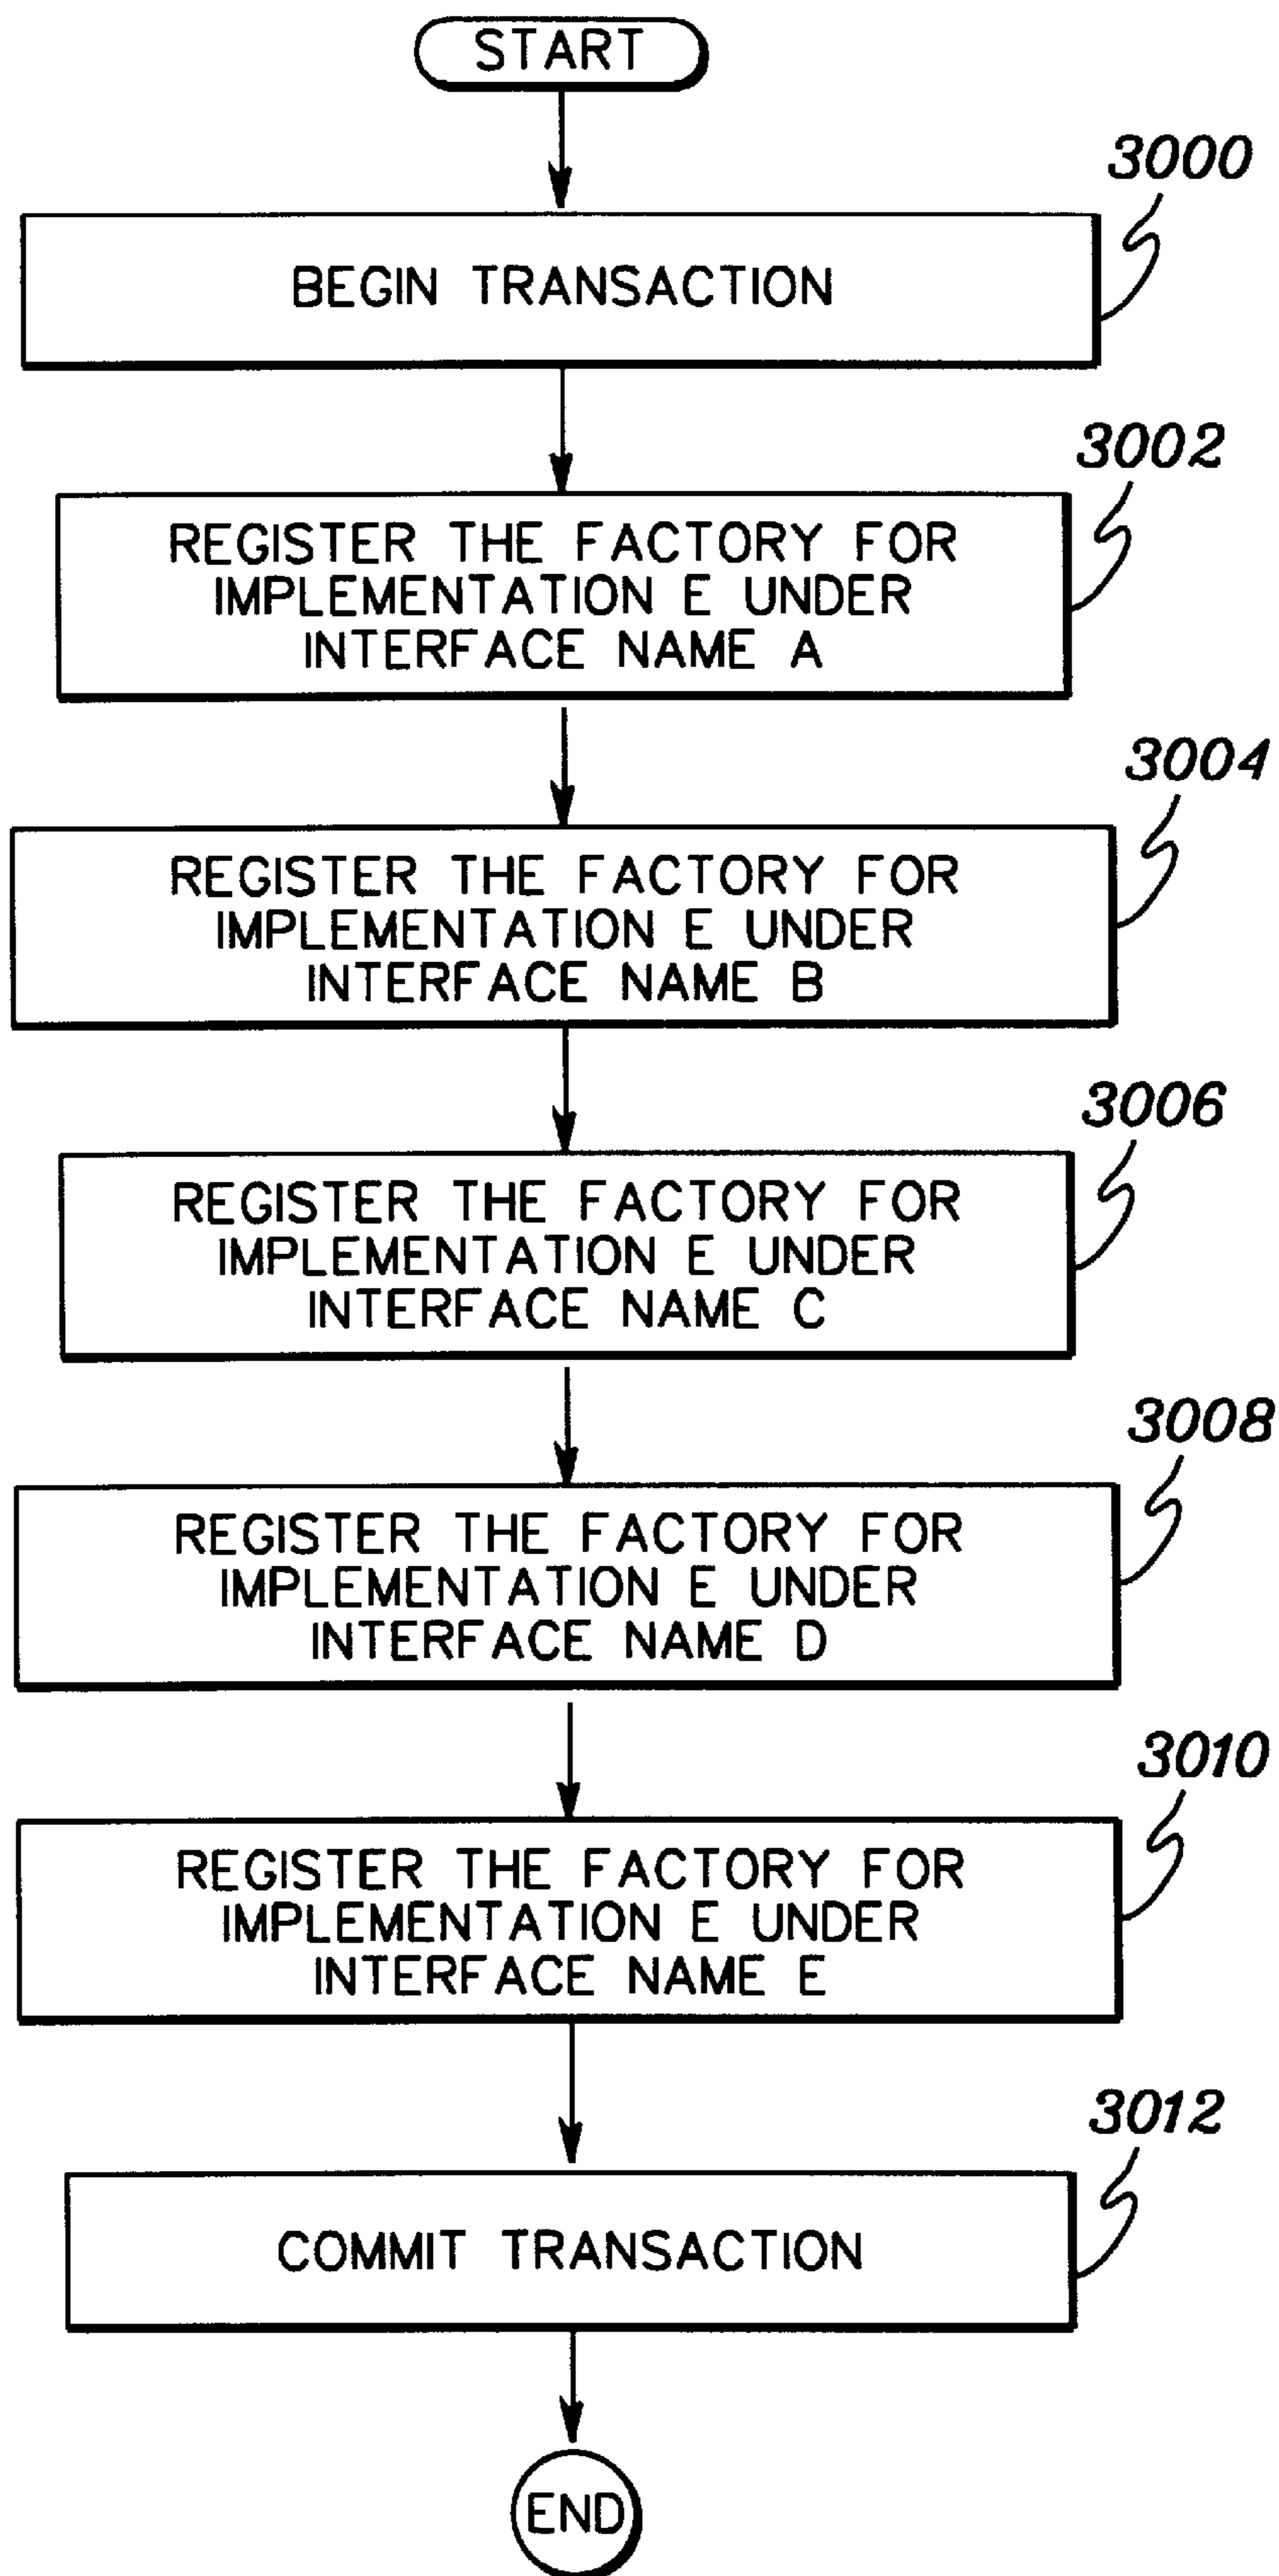 START
3000
BEGIN TRANSACTION
3002
REGISTER THE FACTORY FOR
IMPLEMENTATION E UNDER
INTERFACE NAME A
3004
REGISTER THE FACTORY FOR
IMPLEMENTATION E UNDER
INTERFACE NAME B
3006
REGISTER THE FACTORY FOR
IMPLEMENTATION E UNDER
INTERFACE NAME C
3008
REGISTER THE FACTORY FOR
IMPLEMENTATION E UNDER
INTERFACE NAME D
3010
REGISTER THE FACTORY FOR
IMPLEMENTATION E UNDER
INTERFACE NAME E
3012
COMMIT TRANSACTION
END